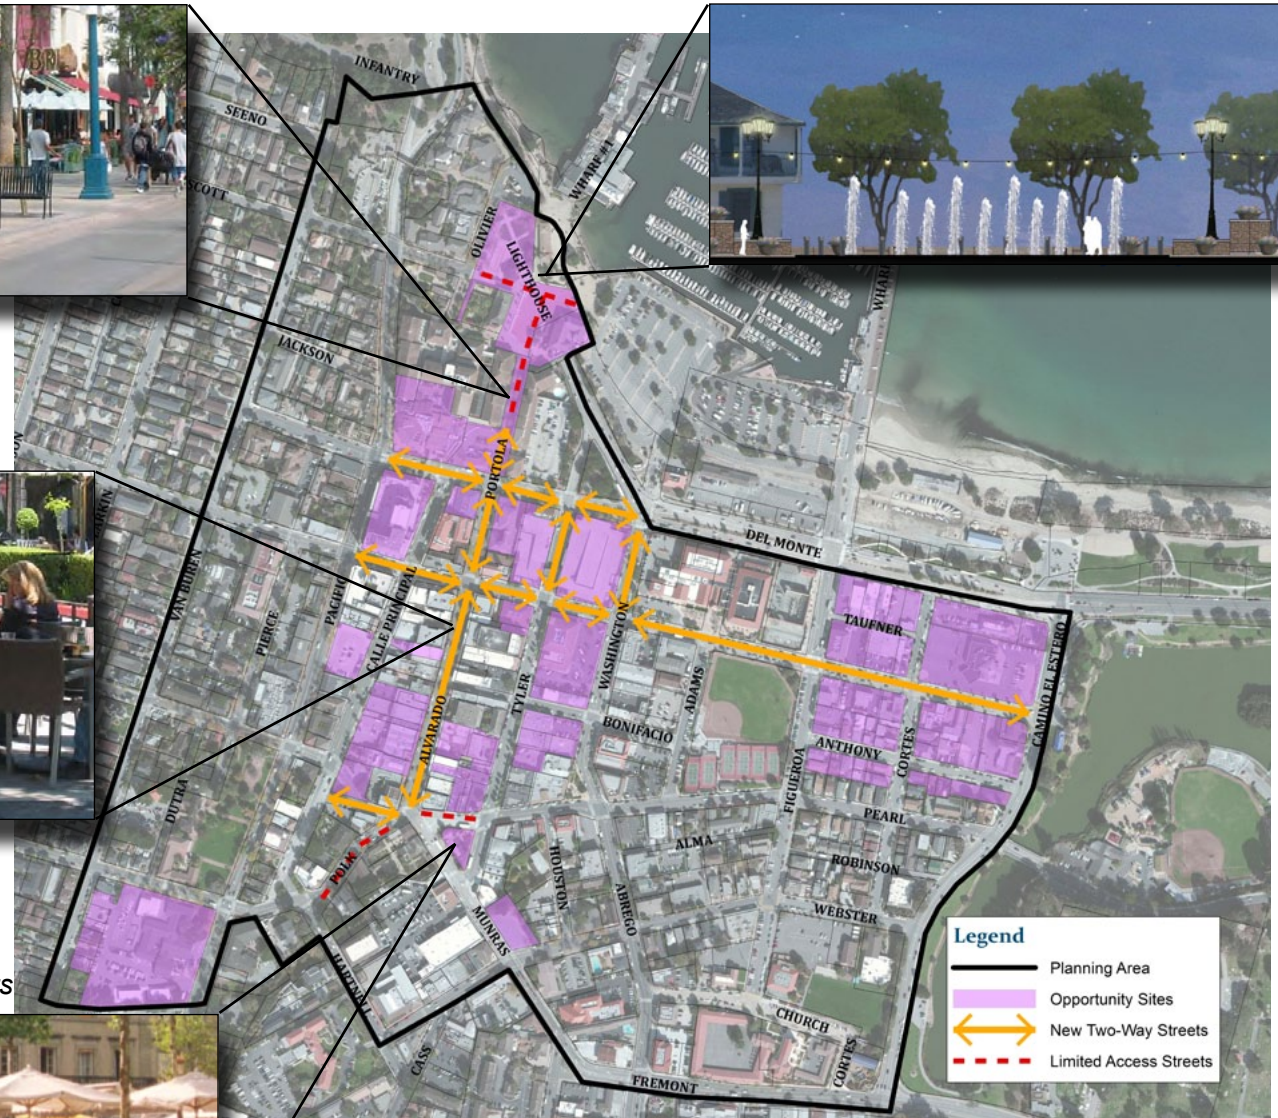 INFANTRY
SEENO
SCOTT
WHARF #1
OLIVIER
LIGHTHOUSE
JACKSON
PORTOLA
DEL MONTE
VAN BUREN
PIERCE
PACIFIC
CALLE PRINCIPAL
WASHINGTON
TAUFNER
CAMINO EL ESTERO
TYLER
ADAMS
BONIFACIO
ALVARADO
ANTHONY
CORTES
FIGUEROA
DUTRA
PEARL
ALMA
POLK
HOUSTON
ABREGO
ROBINSON
WEBSTER
MUNRAS
HARTNELL
CHURCH
CASS
CORTES
FREMONT
Legend
Planning Area
Opportunity Sites
New Two-Way Streets
Limited Access Streets